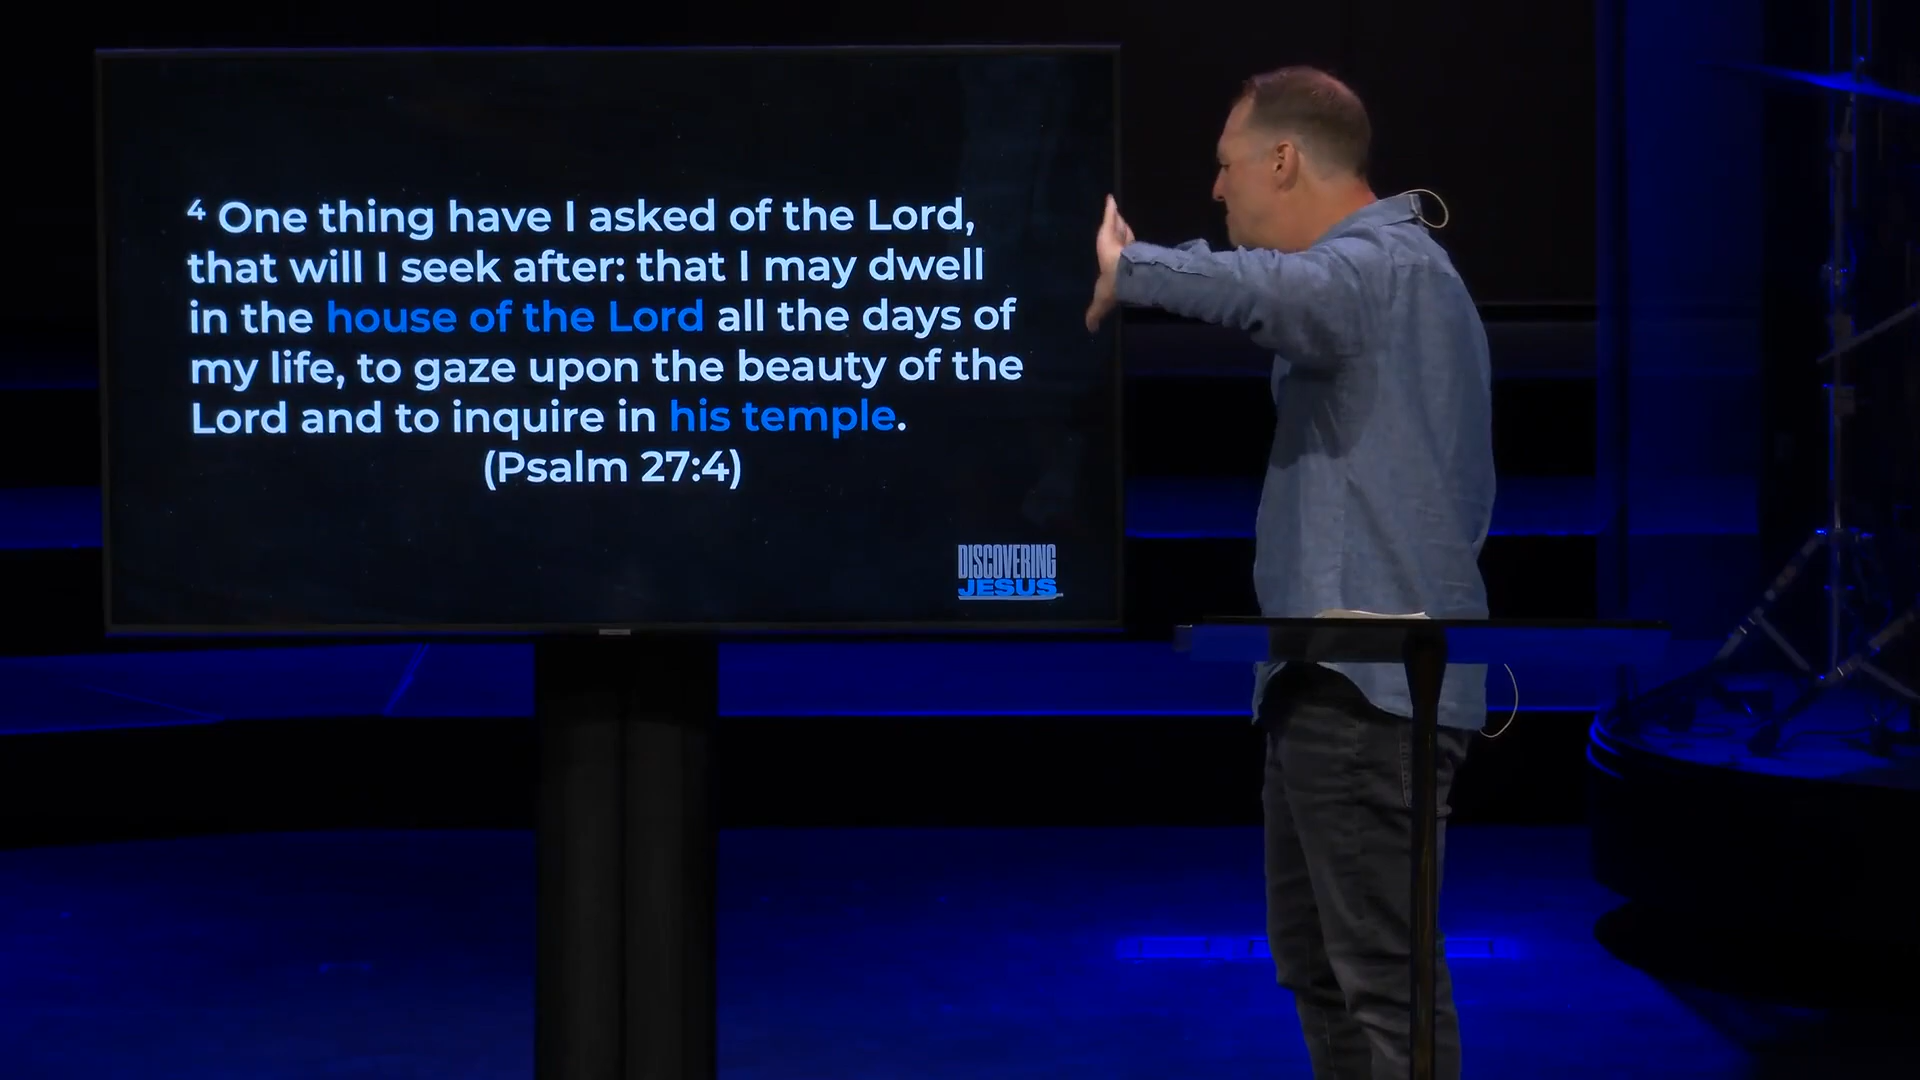 4 One thing have I asked of the Lord,
that will I seek after: that I may dwell
in the house of the Lord all the days of
my life, to gaze upon the beauty of the
Lord and to inquire in his temple.
(Psalm 27:4)
DISCOVERING
JESUS